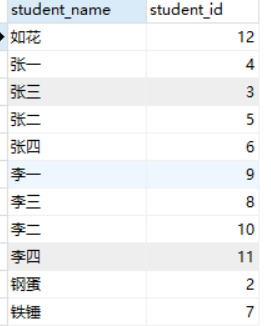 student_name student_id
如花 12
张一 4
张三 3
张二 5
张四 6
李一 9
李三 8
李二 10
李四 11
钢蛋 2
铁锤 7